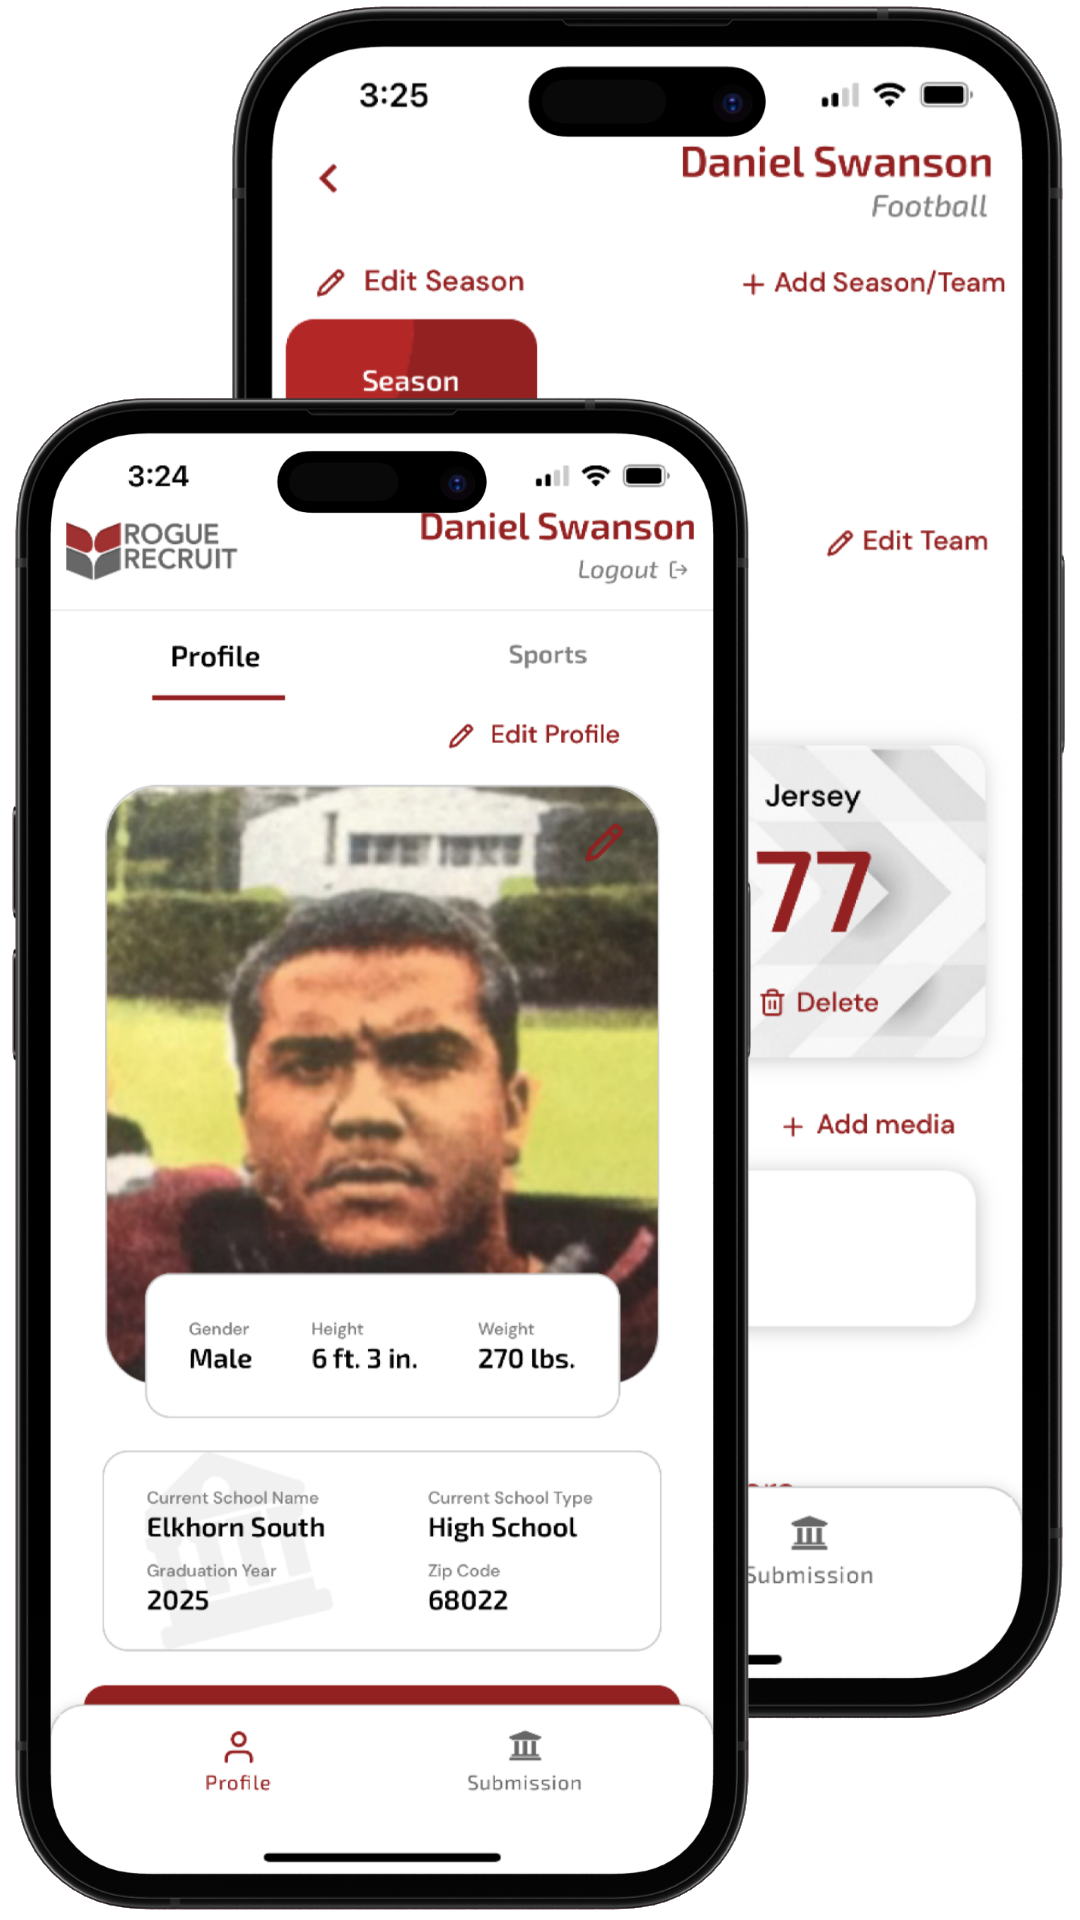 3:25
Daniel Swanson
Football
Edit Season
+ Add Season/Team
Season
Edit Team
Jersey
77
Delete
+ Add media
Submission
3:24
ROGUE
RECRUIT
Daniel Swanson
Logout
Profile
Sports
Edit Profile
Gender
Height
Weight
Male
6 ft. 3 in.
270 lbs.
Current School Name
Current School Type
Elkhorn South
High School
Graduation Year
Zip Code
2025
68022
Profile
Submission